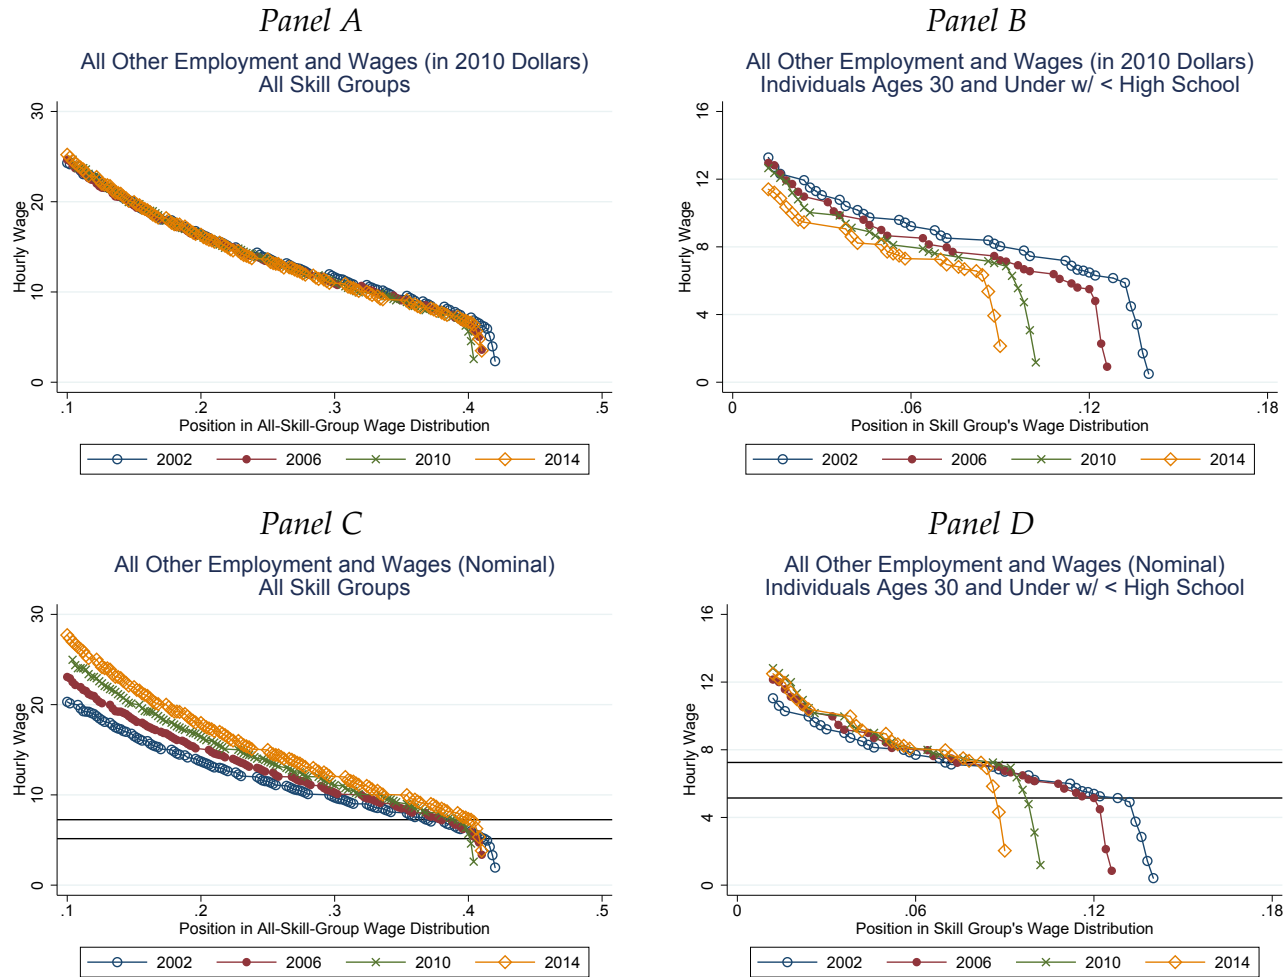 Panel A
All Other Employment and Wages (in 2010 Dollars)
All Skill Groups
Hourly Wage
30
20
10
0
.1
.2
.3
.4
.5
Position in All-Skill-Group Wage Distribution
2002
2006
2010
2014
Panel B
All Other Employment and Wages (in 2010 Dollars)
Individuals Ages 30 and Under w/ < High School
Hourly Wage
16
12
8
4
0
0
.06
.12
.18
Position in Skill Group's Wage Distribution
2002
2006
2010
2014
Panel C
All Other Employment and Wages (Nominal)
All Skill Groups
Hourly Wage
30
20
10
0
.1
.2
.3
.4
.5
Position in All-Skill-Group Wage Distribution
2002
2006
2010
2014
Panel D
All Other Employment and Wages (Nominal)
Individuals Ages 30 and Under w/ < High School
Hourly Wage
16
12
8
4
0
0
.06
.12
.18
Position in Skill Group's Wage Distribution
2002
2006
2010
2014